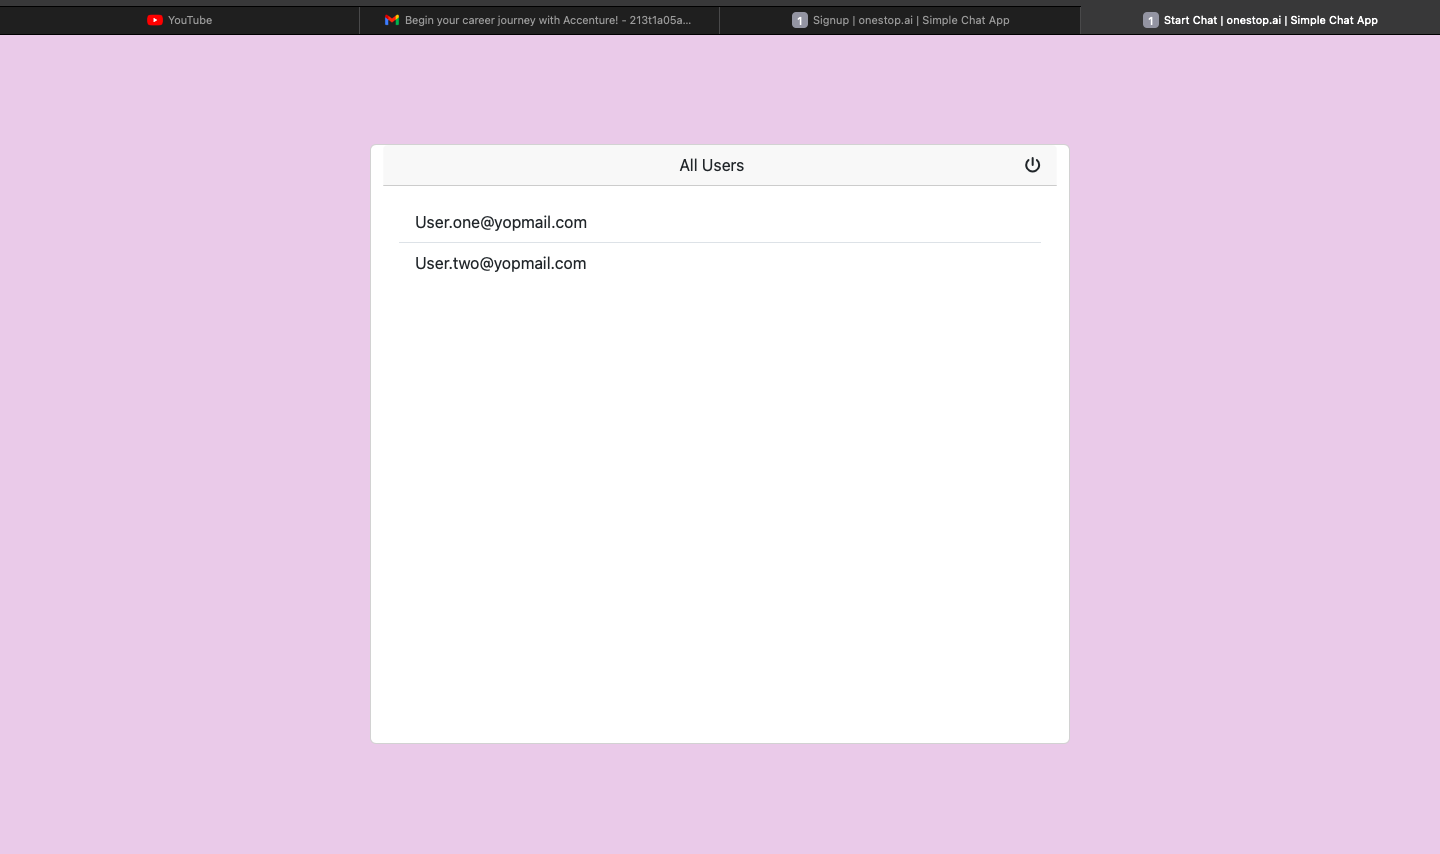 YouTube
Begin your career journey with Accenture! - 213t1a05a...
1 Signup | onestop.ai | Simple Chat App
1 Start Chat | onestop.ai | Simple Chat App
All Users
User.one@yopmail.com
User.two@yopmail.com